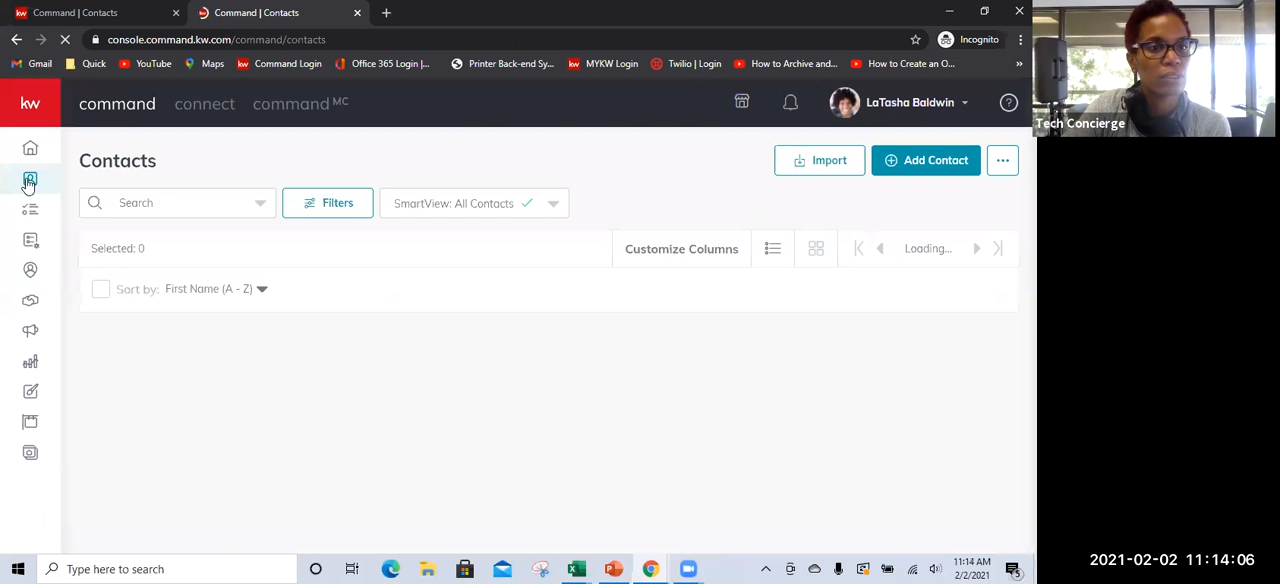 kw Command | Contacts
Command | Contacts
console.command.kw.com/command/contacts
Incognito
Gmail
Quick
YouTube
Maps
kw Command Login
Office 365 Login |...
Printer Back-end Sy...
kw MYKW Login
Twilio | Login
How to Archive and...
How to Create an O...
»
kw
command
connect
command MC
LaTasha Baldwin
?
Tech Concierge
Contacts
Import
Add Contact
...
Search
Filters
SmartView: All Contacts
Selected: 0
Customize Columns
Loading...
Sort by: First Name (A - Z)
Type here to search
11:14 AM
2/2/2021
5
2021-02-02 11:14:06